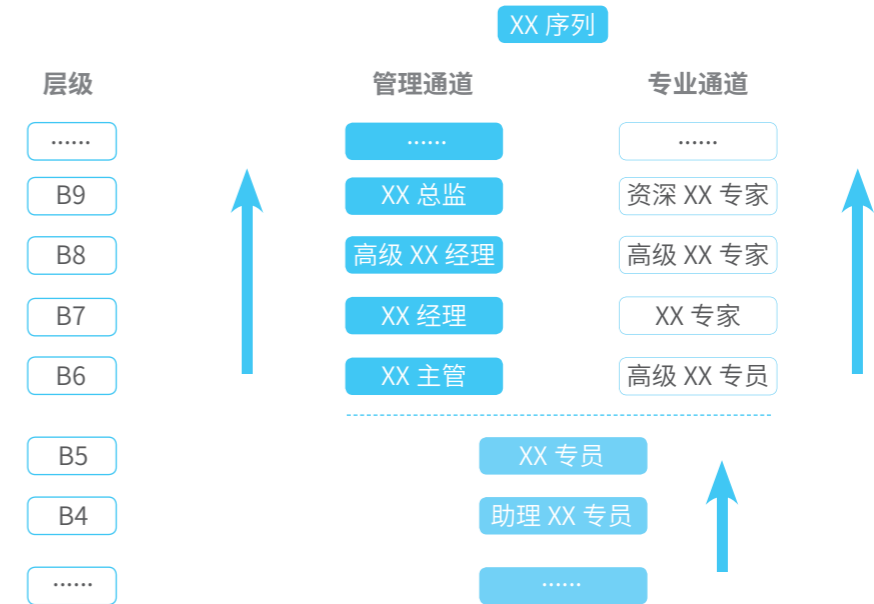 XX 序列
层级 管理通道 专业通道
······ ······ ······
B9 XX 总监 资深 XX 专家
B8 高级 XX 经理 高级 XX 专家
B7 XX 经理 XX 专家
B6 XX 主管 高级 XX 专员
B5 XX 专员
B4 助理 XX 专员
······ ······